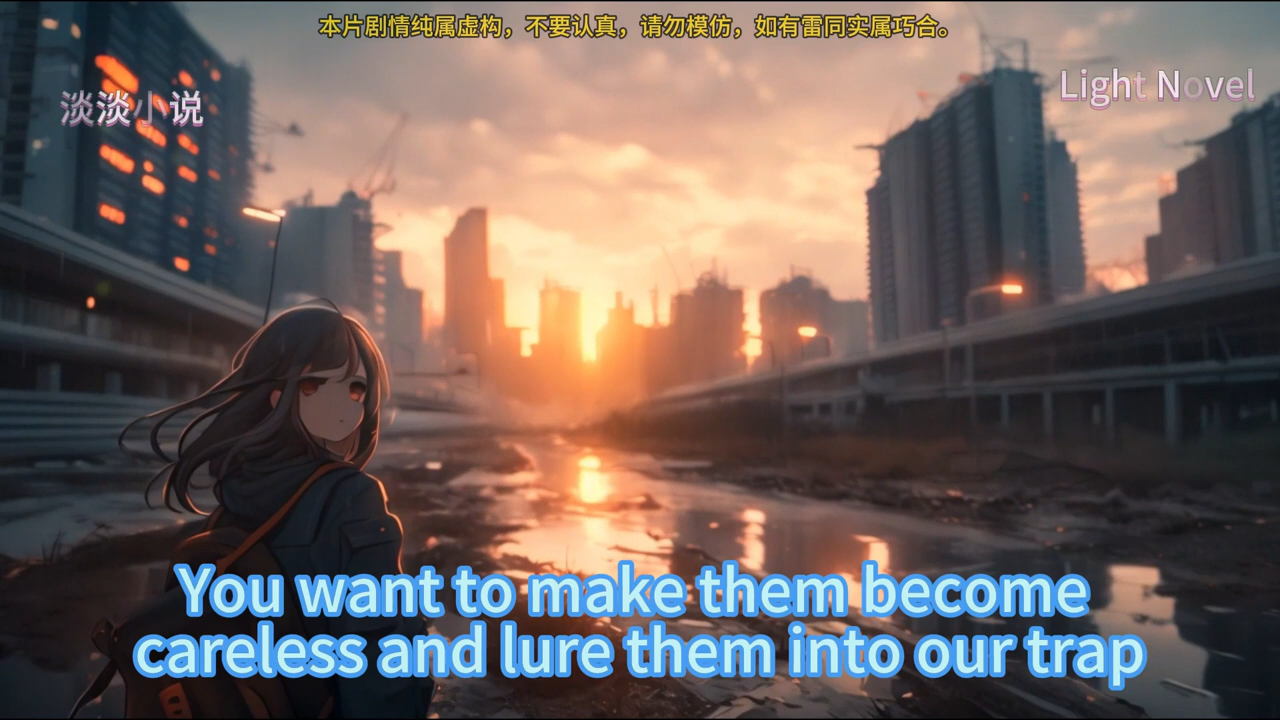 本片剧情纯属虚构，不要认真，请勿模仿，如有雷同实属巧合。
淡淡小说
Light Novel
You want to make them become
careless and lure them into our trap